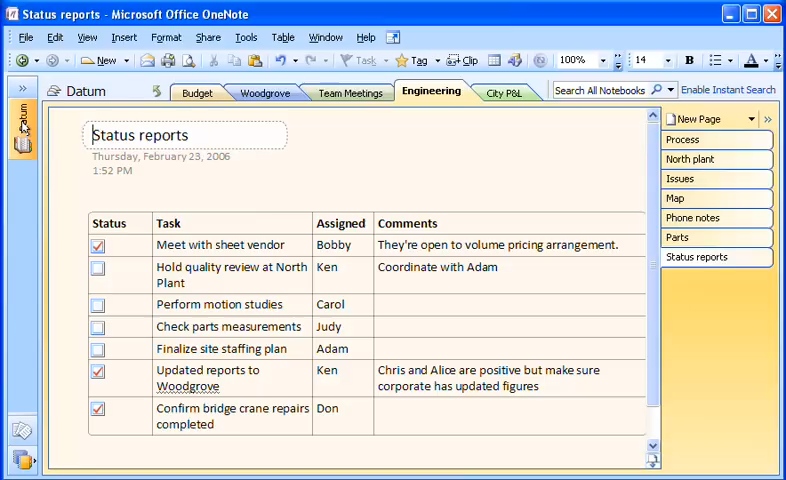 Status reports - Microsoft Office OneNote
File Edit View Insert Format Share Tools Table Window Help
New Task Tag Clip 100% 14 B A
Datum Budget Woodgrove Team Meetings Engineering City P&L Search All Notebooks Enable Instant Search
Datum
Status reports
Thursday, February 23, 2006
1:52 PM
Status Task Assigned Comments
Meet with sheet vendor Bobby They're open to volume pricing arrangement.
Hold quality review at North Ken Coordinate with Adam
Plant
Perform motion studies Carol
Check parts measurements Judy
Finalize site staffing plan Adam
Updated reports to Ken Chris and Alice are positive but make sure
Woodgrove corporate has updated figures
Confirm bridge crane repairs Don
completed
New Page
Process
North plant
Issues
Map
Phone notes
Parts
Status reports